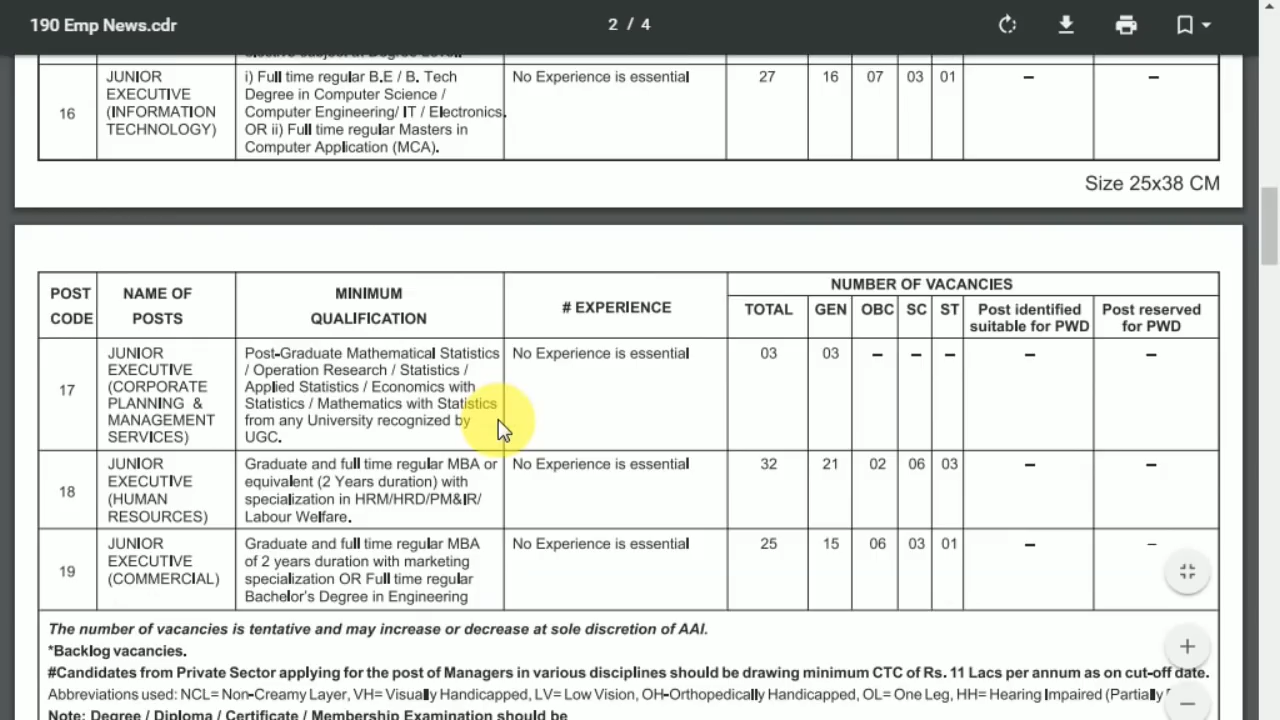 190 Emp News.cdr
2 / 4
16
JUNIOR
EXECUTIVE
(INFORMATION
TECHNOLOGY)
i) Full time regular B.E / B. Tech
Degree in Computer Science /
Computer Engineering/ IT / Electronics.
OR ii) Full time regular Masters in
Computer Application (MCA).
No Experience is essential
27 16 07 03 01 – –
Size 25x38 CM
POST
CODE
NAME OF
POSTS
MINIMUM
QUALIFICATION
# EXPERIENCE
NUMBER OF VACANCIES
TOTAL GEN OBC SC ST
Post identified
suitable for PWD
Post reserved
for PWD
17
JUNIOR
EXECUTIVE
(CORPORATE
PLANNING &
MANAGEMENT
SERVICES)
Post-Graduate Mathematical Statistics
/ Operation Research / Statistics /
Applied Statistics / Economics with
Statistics / Mathematics with Statistics
from any University recognized by
UGC.
No Experience is essential
03 03 – – – – –
18
JUNIOR
EXECUTIVE
(HUMAN
RESOURCES)
Graduate and full time regular MBA or
equivalent (2 Years duration) with
specialization in HRM/HRD/PM&IR/
Labour Welfare.
No Experience is essential
32 21 02 06 03 – –
19
JUNIOR
EXECUTIVE
(COMMERCIAL)
Graduate and full time regular MBA
of 2 years duration with marketing
specialization OR Full time regular
Bachelor's Degree in Engineering
No Experience is essential
25 15 06 03 01 – –
The number of vacancies is tentative and may increase or decrease at sole discretion of AAI.
*Backlog vacancies.
#Candidates from Private Sector applying for the post of Managers in various disciplines should be drawing minimum CTC of Rs. 11 Lacs per annum as on cut-off date.
Abbreviations used: NCL= Non-Creamy Layer, VH= Visually Handicapped, LV= Low Vision, OH-Orthopedically Handicapped, OL= One Leg, HH= Hearing Impaired (Partially
Note: Degree / Diploma / Certificate / Membership Examination should be